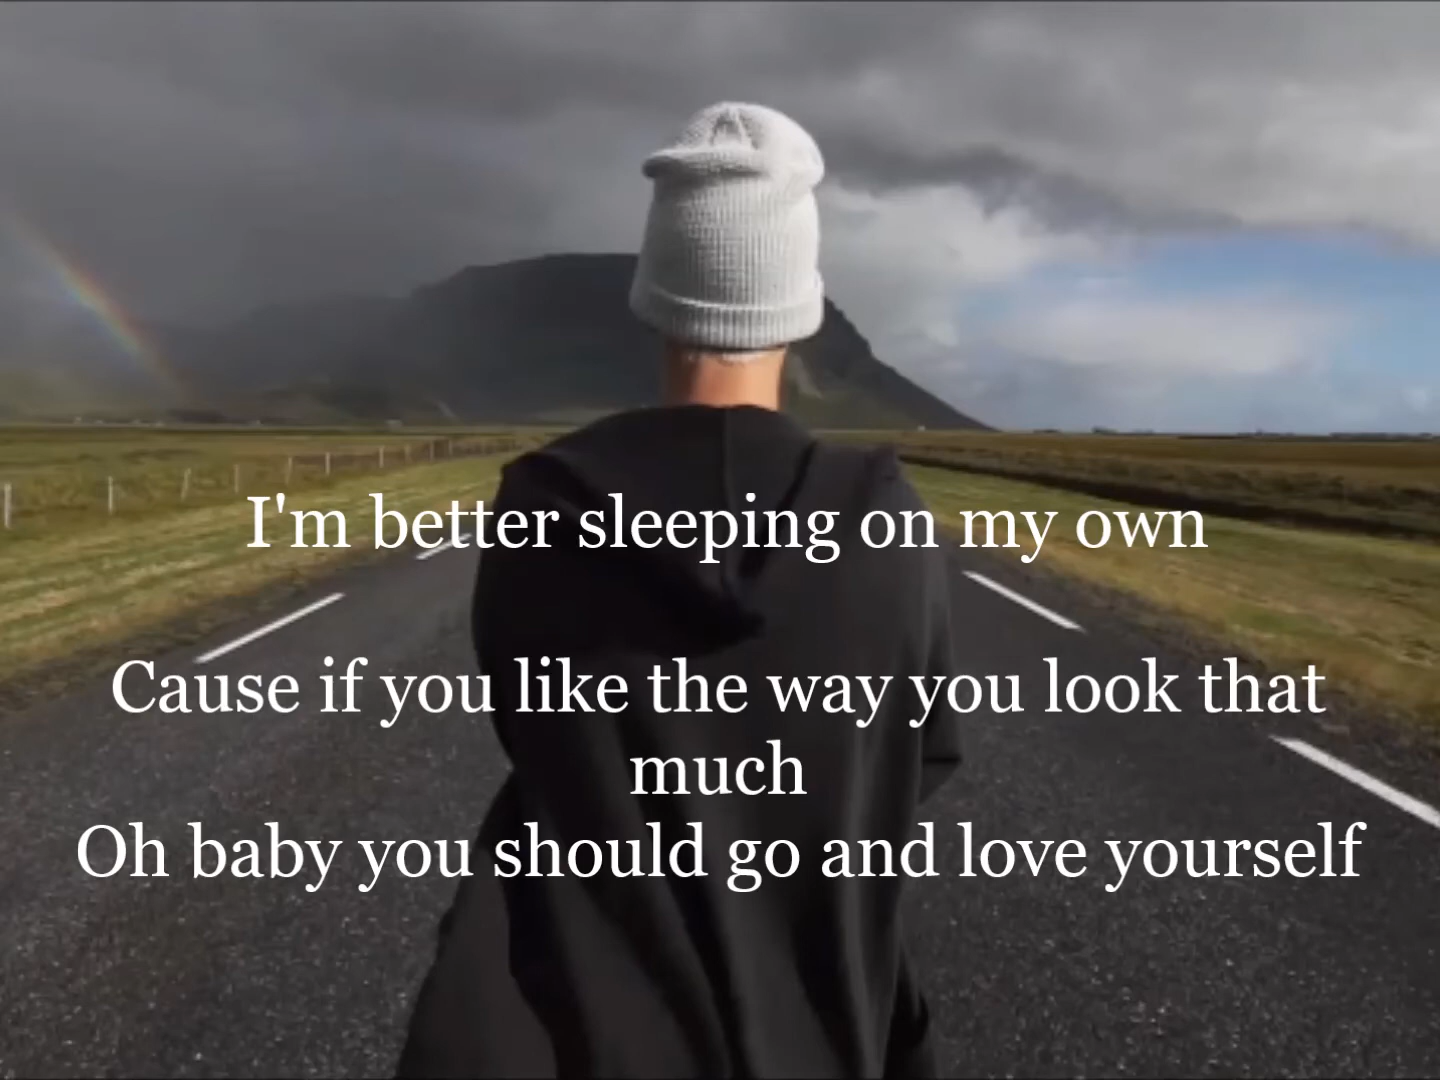 I'm better sleeping on my own
Cause if you like the way you look that
much
Oh baby you should go and love yourself